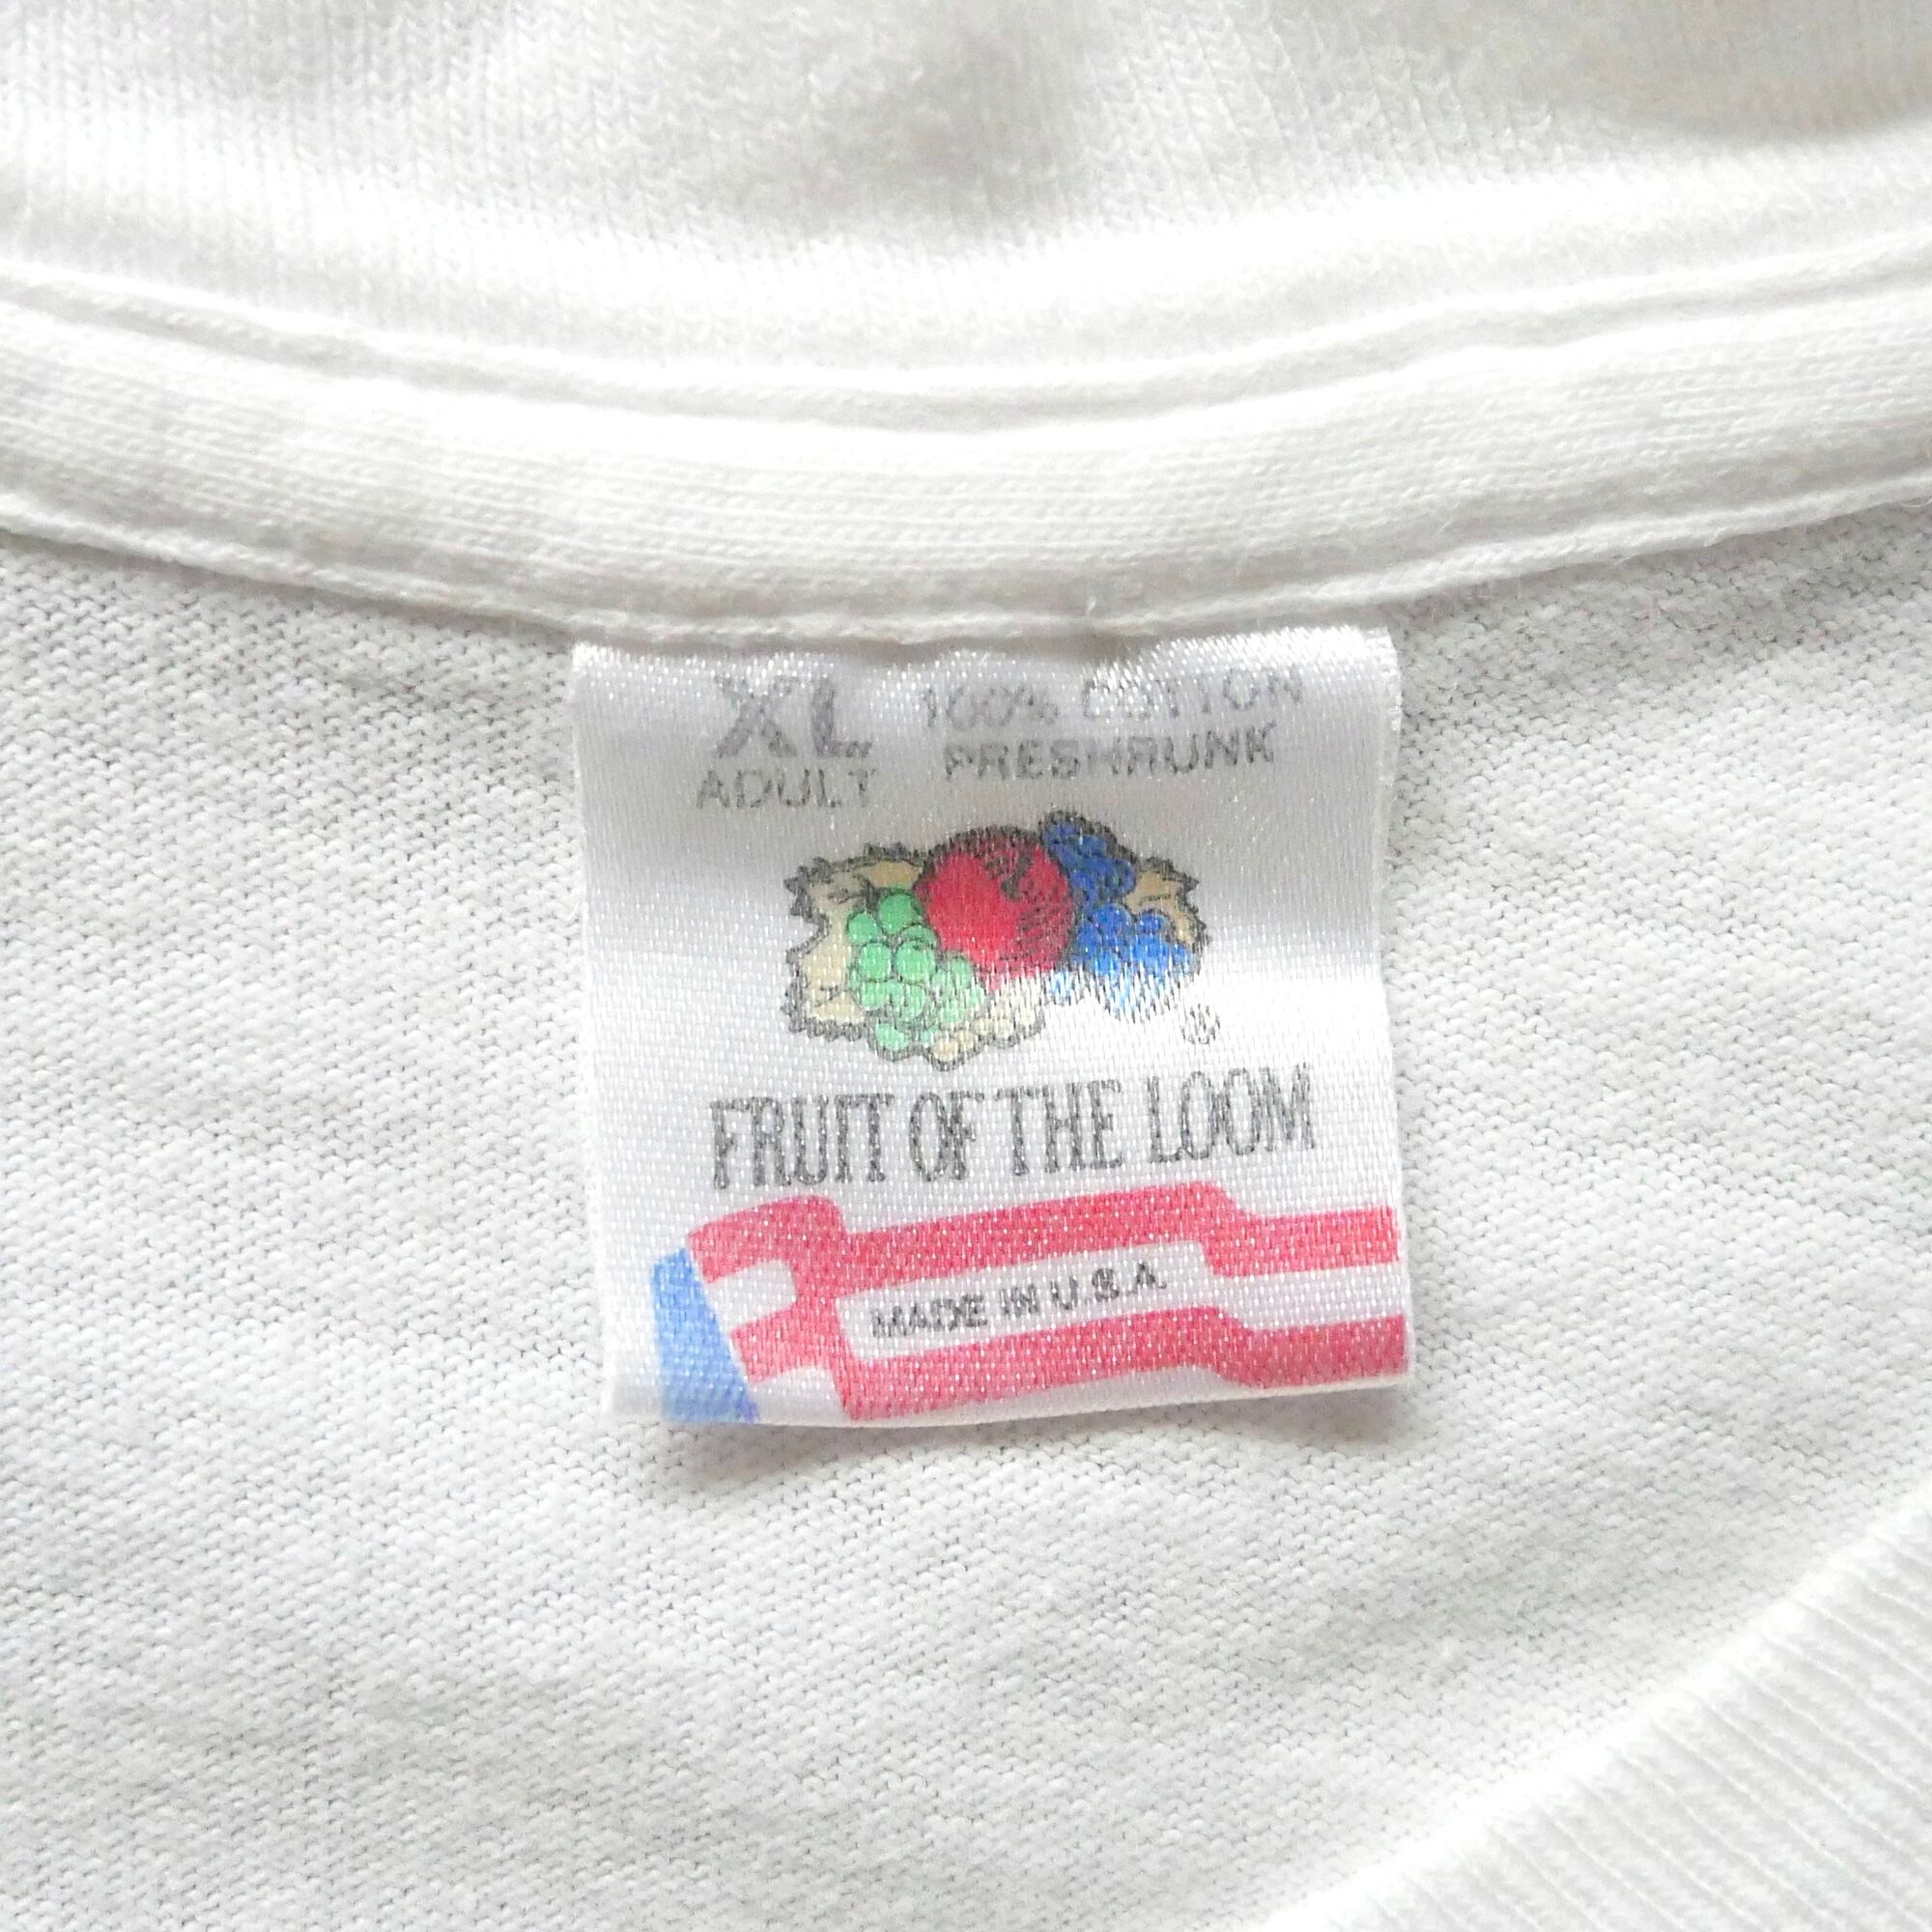 XL 100% COTTON
ADULT PRESHRUNK
®
FRUIT OF THE LOOM
MADE IN U.S.A.